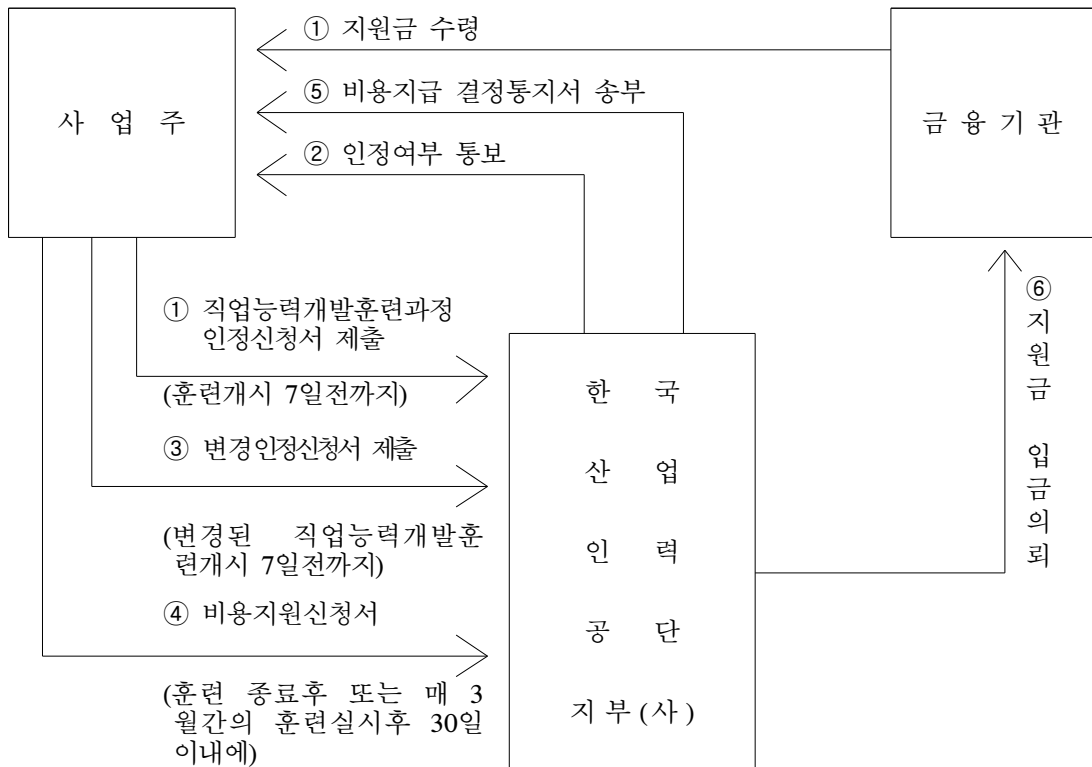 ① 지원금 수령
⑤ 비용지급 결정통지서 송부
사 업 주
금 융 기 관
② 인정여부 통보
① 직업능력개발훈련과정
인정신청서 제출
(훈련개시 7일전까지)
③ 변경인정신청서 제출
(변경된 직업능력개발훈
련개시 7일전까지)
④ 비용지원신청서
(훈련 종료후 또는 매 3
월간의 훈련실시후 30일
이내에)
한 국
산 업
인 력
공 단
지 부 (사 )
⑥ 지원금 입금의뢰